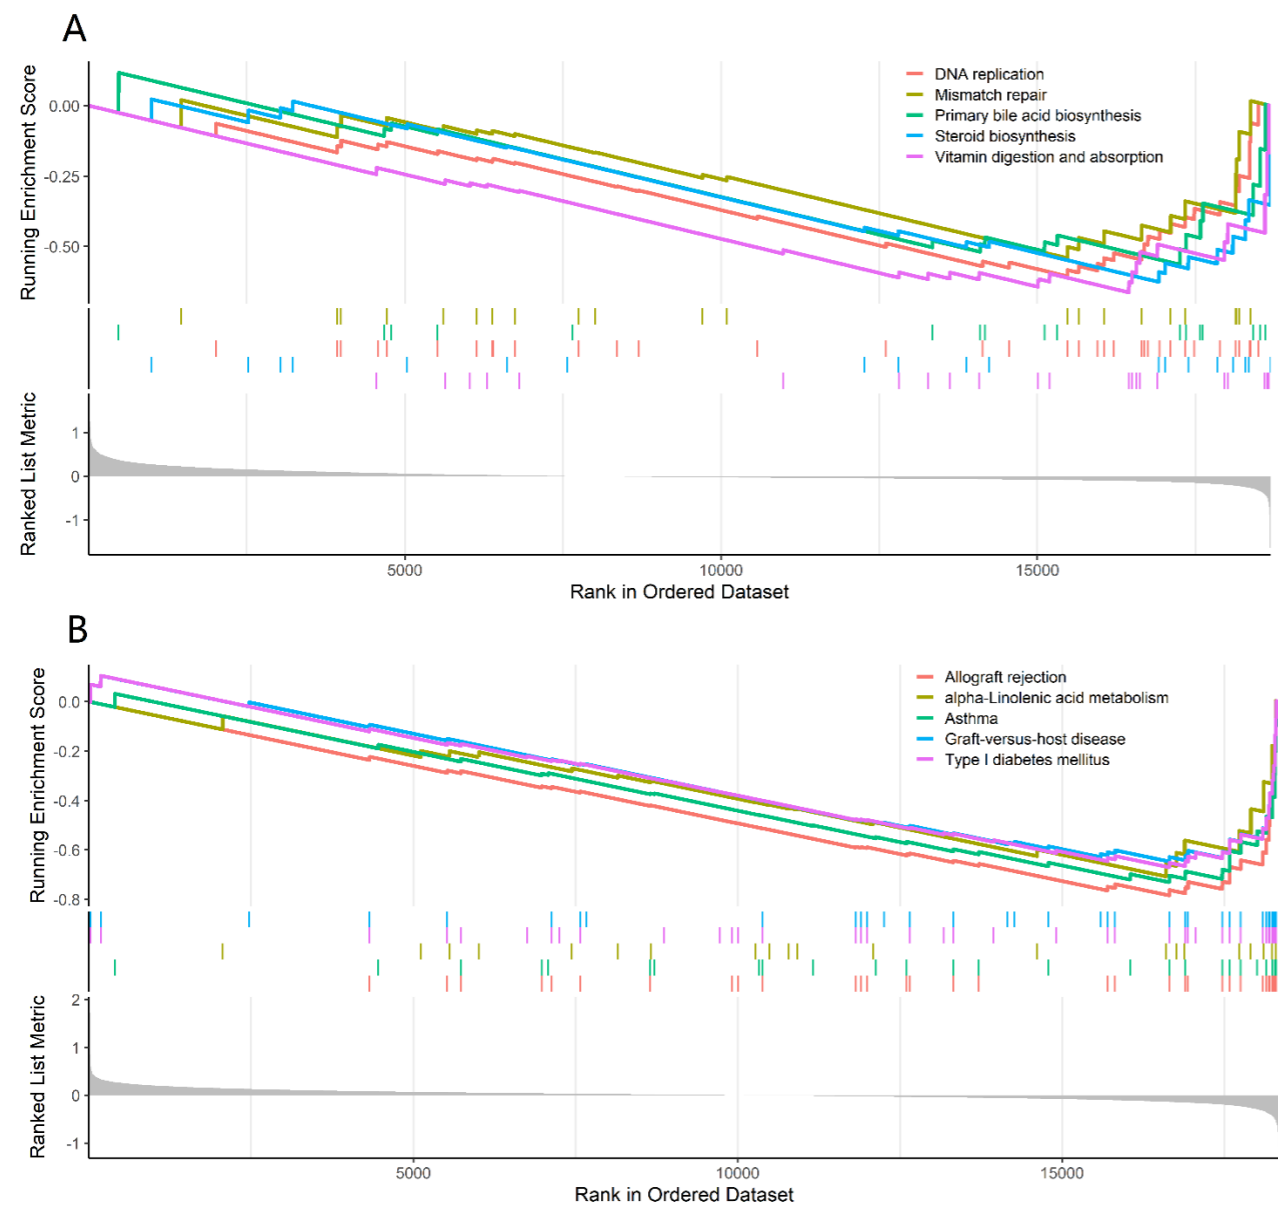 A
Running Enrichment Score
0.00
-0.25
-0.50
DNA replication
Mismatch repair
Primary bile acid biosynthesis
Steroid biosynthesis
Vitamin digestion and absorption
Ranked List Metric
1
0
-1
5000
10000
15000
Rank in Ordered Dataset
B
Running Enrichment Score
0.0
-0.2
-0.4
-0.6
-0.8
Allograft rejection
alpha-Linolenic acid metabolism
Asthma
Graft-versus-host disease
Type I diabetes mellitus
Ranked List Metric
2
1
0
-1
5000
10000
15000
Rank in Ordered Dataset